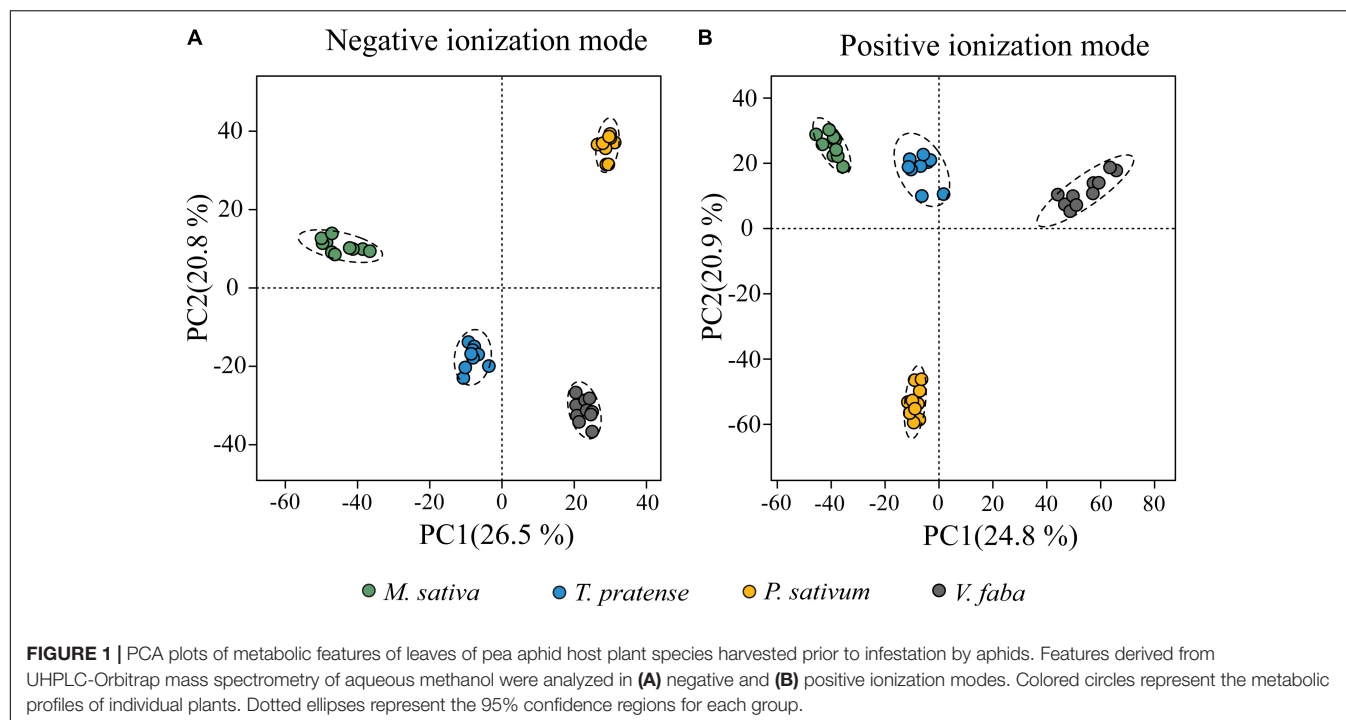 A Negative ionization mode
40
20
0
-20
-40
PC2(20.8 %)
-60 -40 -20 0 20 40
PC1(26.5 %)
B Positive ionization mode
40
20
0
-20
-40
-60
PC2(20.9 %)
-60 -40 -20 0 20 40 60 80
PC1(24.8 %)
M. sativa T. pratense P. sativum V. faba
FIGURE 1 | PCA plots of metabolic features of leaves of pea aphid host plant species harvested prior to infestation by aphids. Features derived from
UHPLC-Orbitrap mass spectrometry of aqueous methanol were analyzed in (A) negative and (B) positive ionization modes. Colored circles represent the metabolic
profiles of individual plants. Dotted ellipses represent the 95% confidence regions for each group.